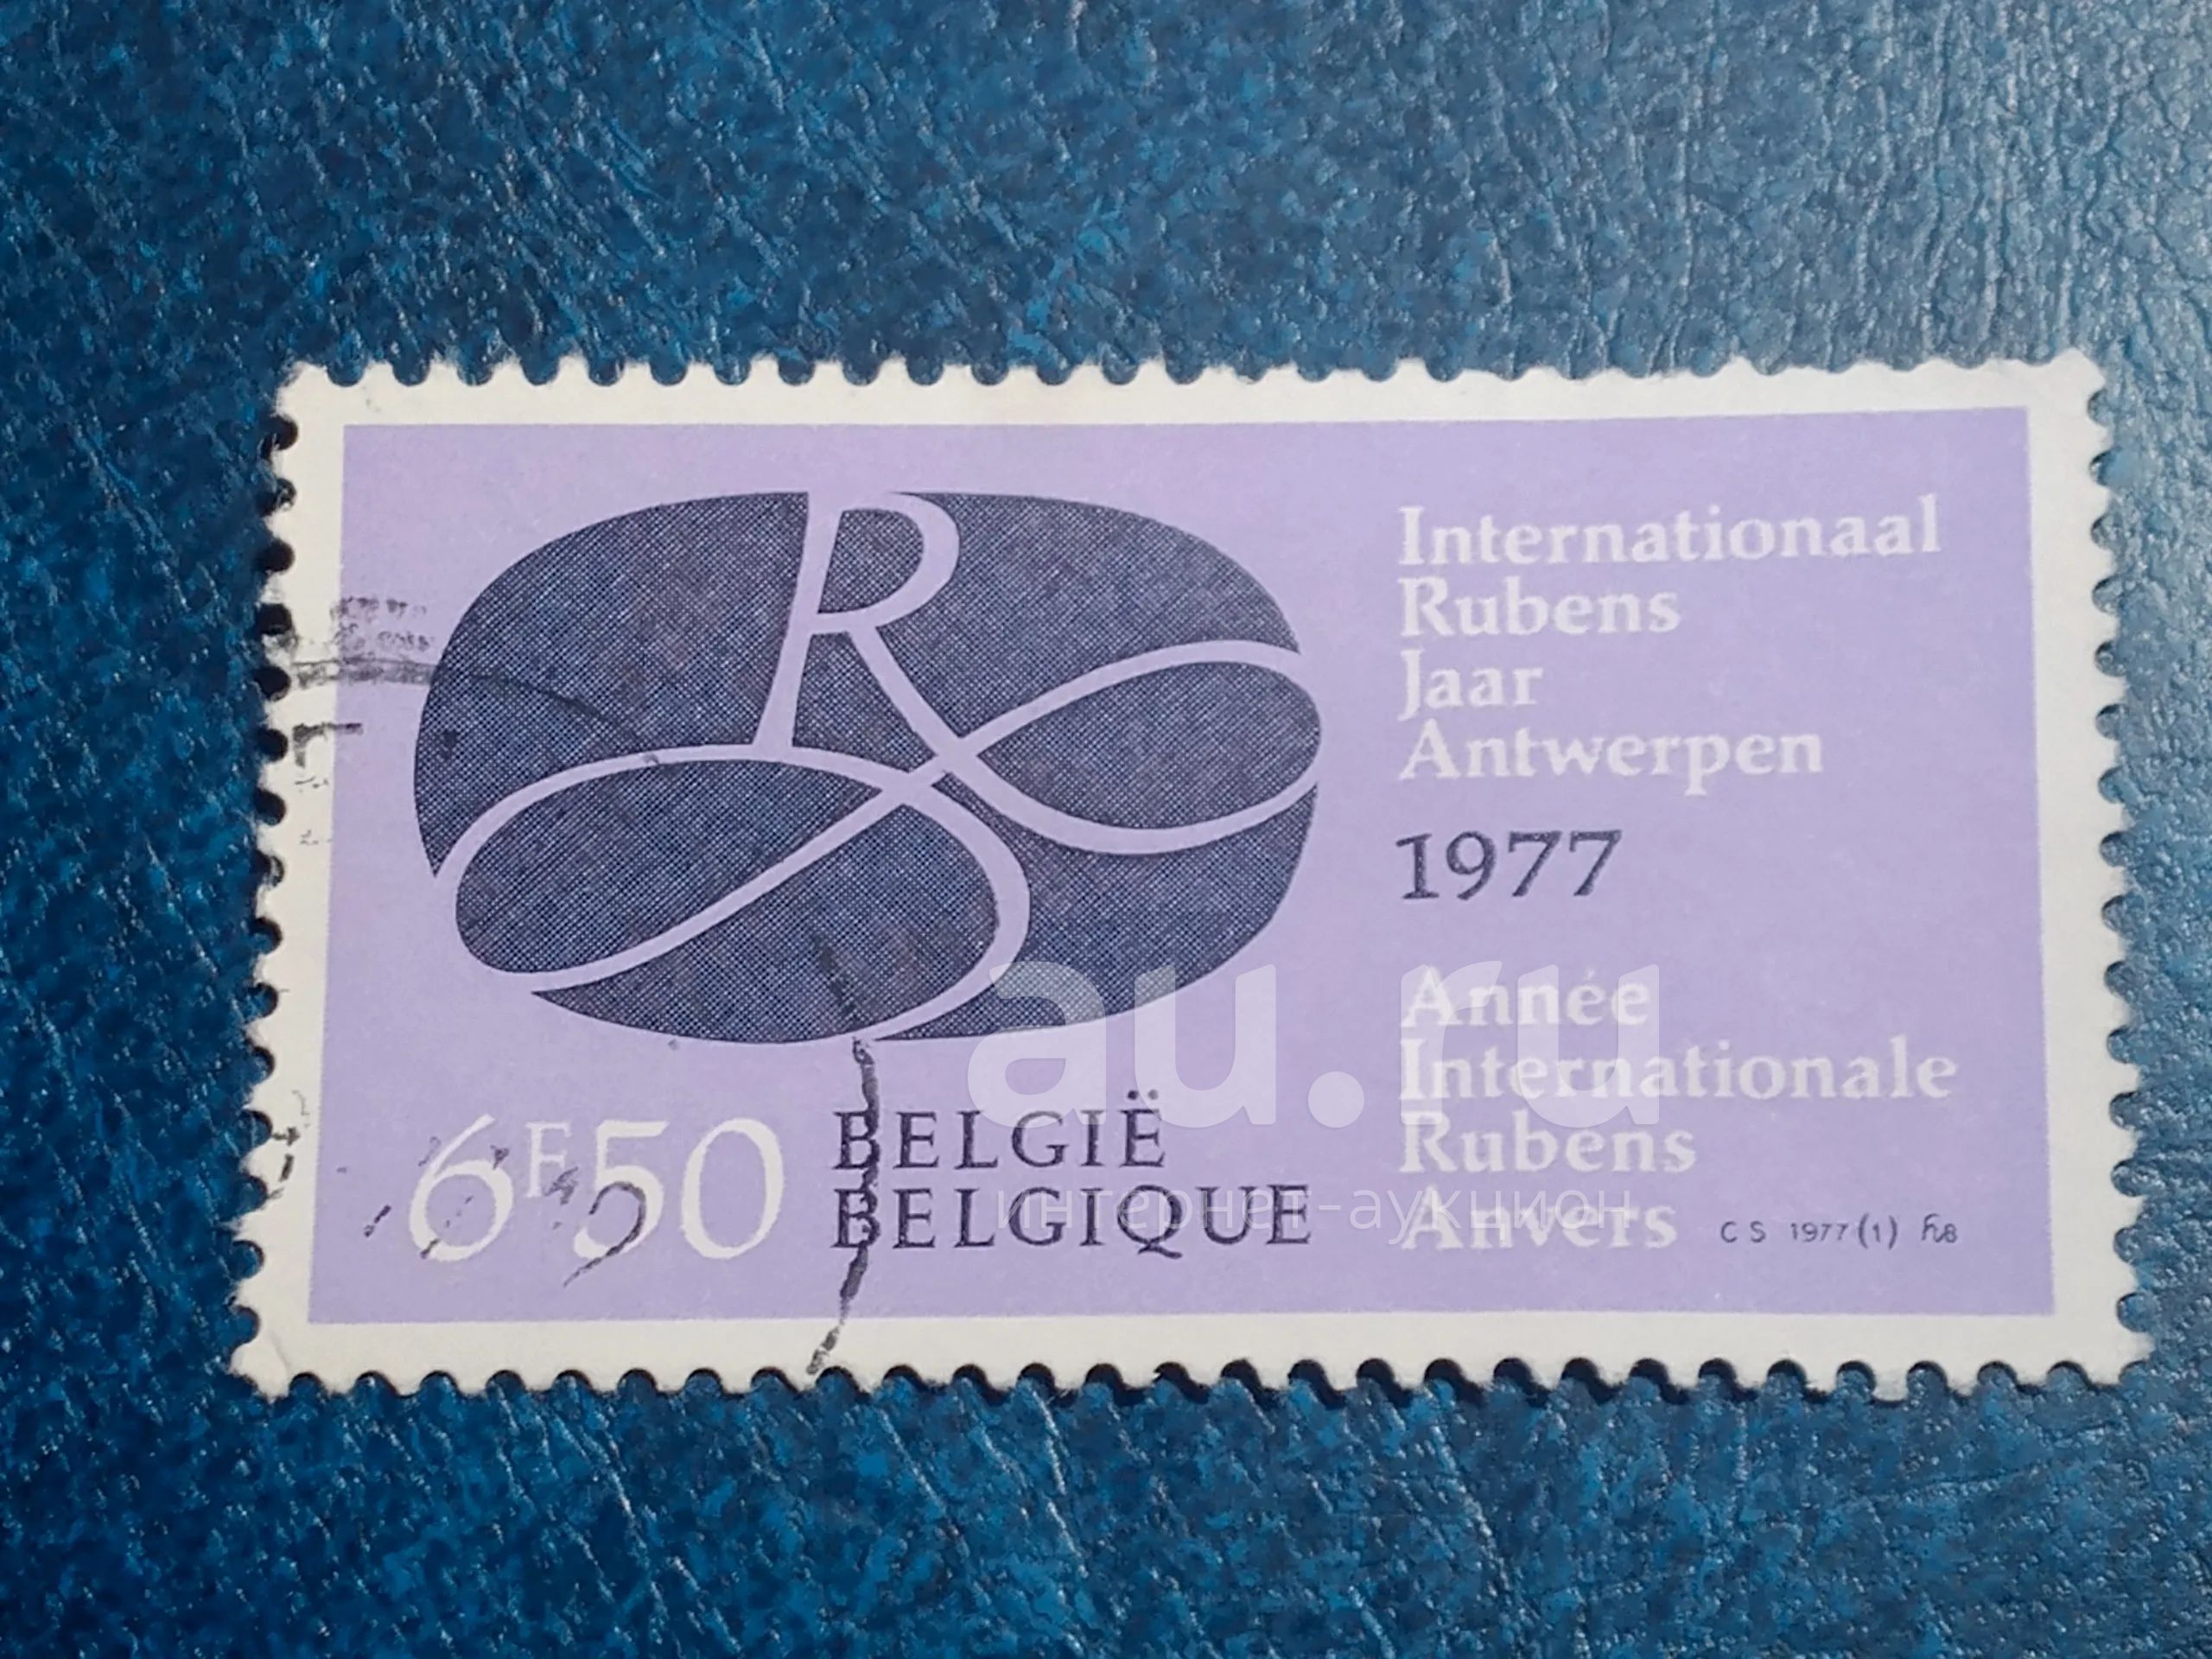 R
Internationaal
Rubens
Jaar
Antwerpen
1977
Année
Internationale
Rubens
Anvers
6F50
BELGIË
BELGIQUE
C S 1977 (1)
au.ru
интернет-аукцион